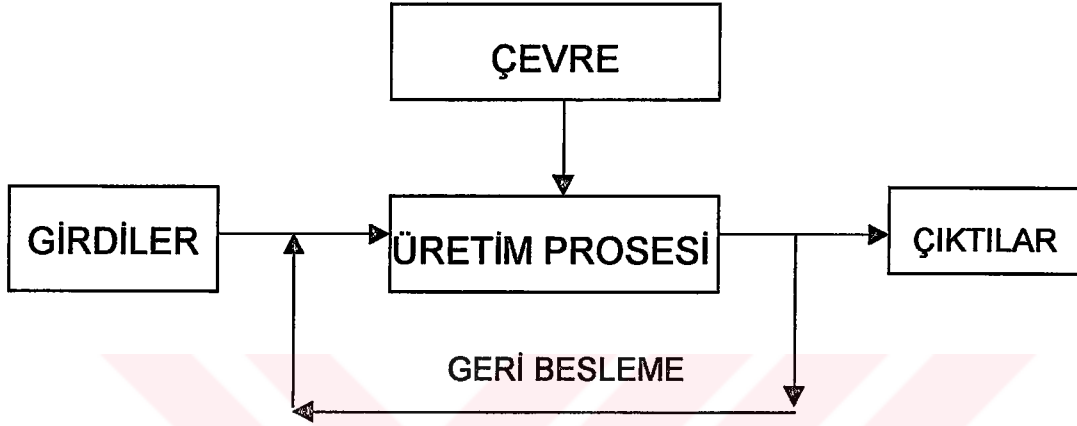 ÇEVRE
GİRDİLER
ÜRETİM PROSESİ
ÇIKTILAR
GERİ BESLEME